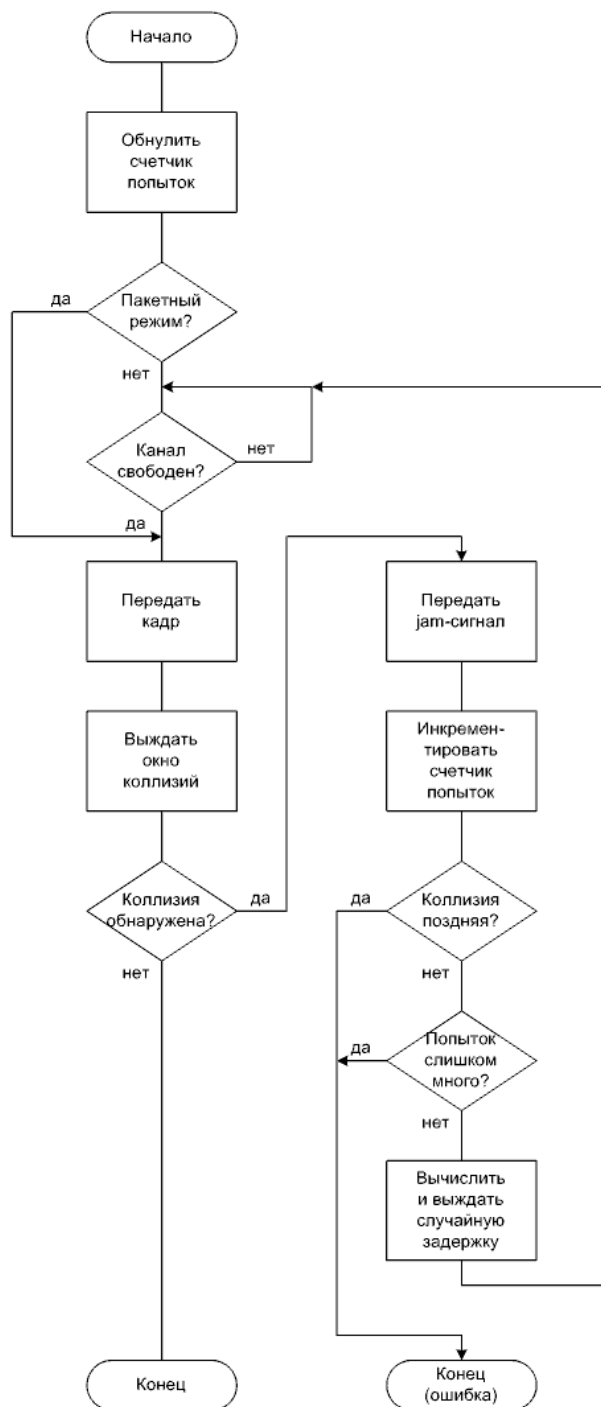 Начало
Обнулить
счетчик
попыток
да
Пакетный
режим?
нет
Канал
свободен?
нет
да
Передать
кадр
Передать
jam-сигнал
Выждать
окно
коллизий
Инкремен-
тировать
счетчик
попыток
Коллизия
обнаружена?
да
нет
да
Коллизия
поздняя?
нет
да
Попыток
слишком
много?
нет
Вычислить
и выждать
случайную
задержку
Конец
Конец
(ошибка)